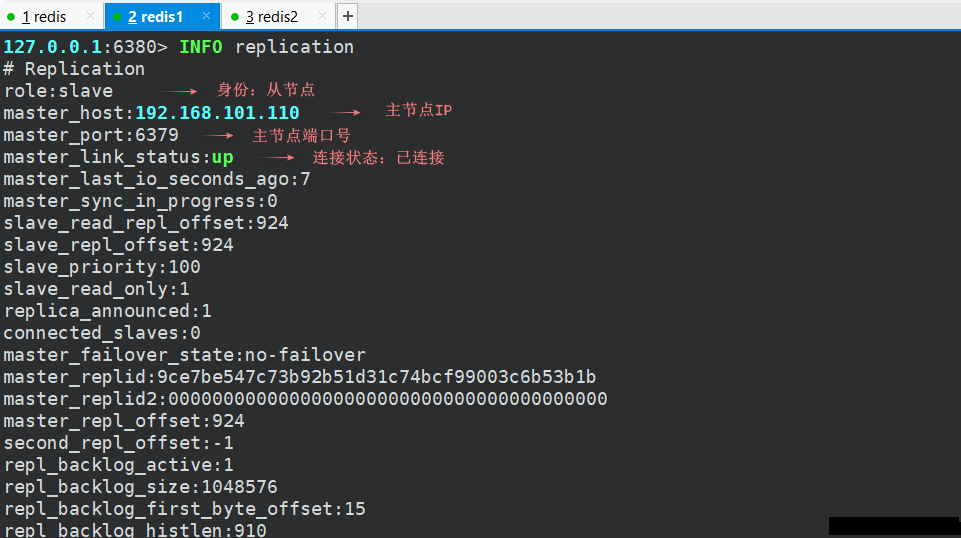 1 redis × 2 redis1 × 3 redis2 × +
127.0.0.1:6380> INFO replication
# Replication
role:slave 身份：从节点
master_host:192.168.101.110 主节点IP
master_port:6379 主节点端口号
master_link_status:up 连接状态：已连接
master_last_io_seconds_ago:7
master_sync_in_progress:0
slave_read_repl_offset:924
slave_repl_offset:924
slave_priority:100
slave_read_only:1
replica_announced:1
connected_slaves:0
master_failover_state:no-failover
master_replid:9ce7be547c73b92b51d31c74bcf99003c6b53b1b
master_replid2:0000000000000000000000000000000000000000
master_repl_offset:924
second_repl_offset:-1
repl_backlog_active:1
repl_backlog_size:1048576
repl_backlog_first_byte_offset:15
repl_backlog_histlen:910